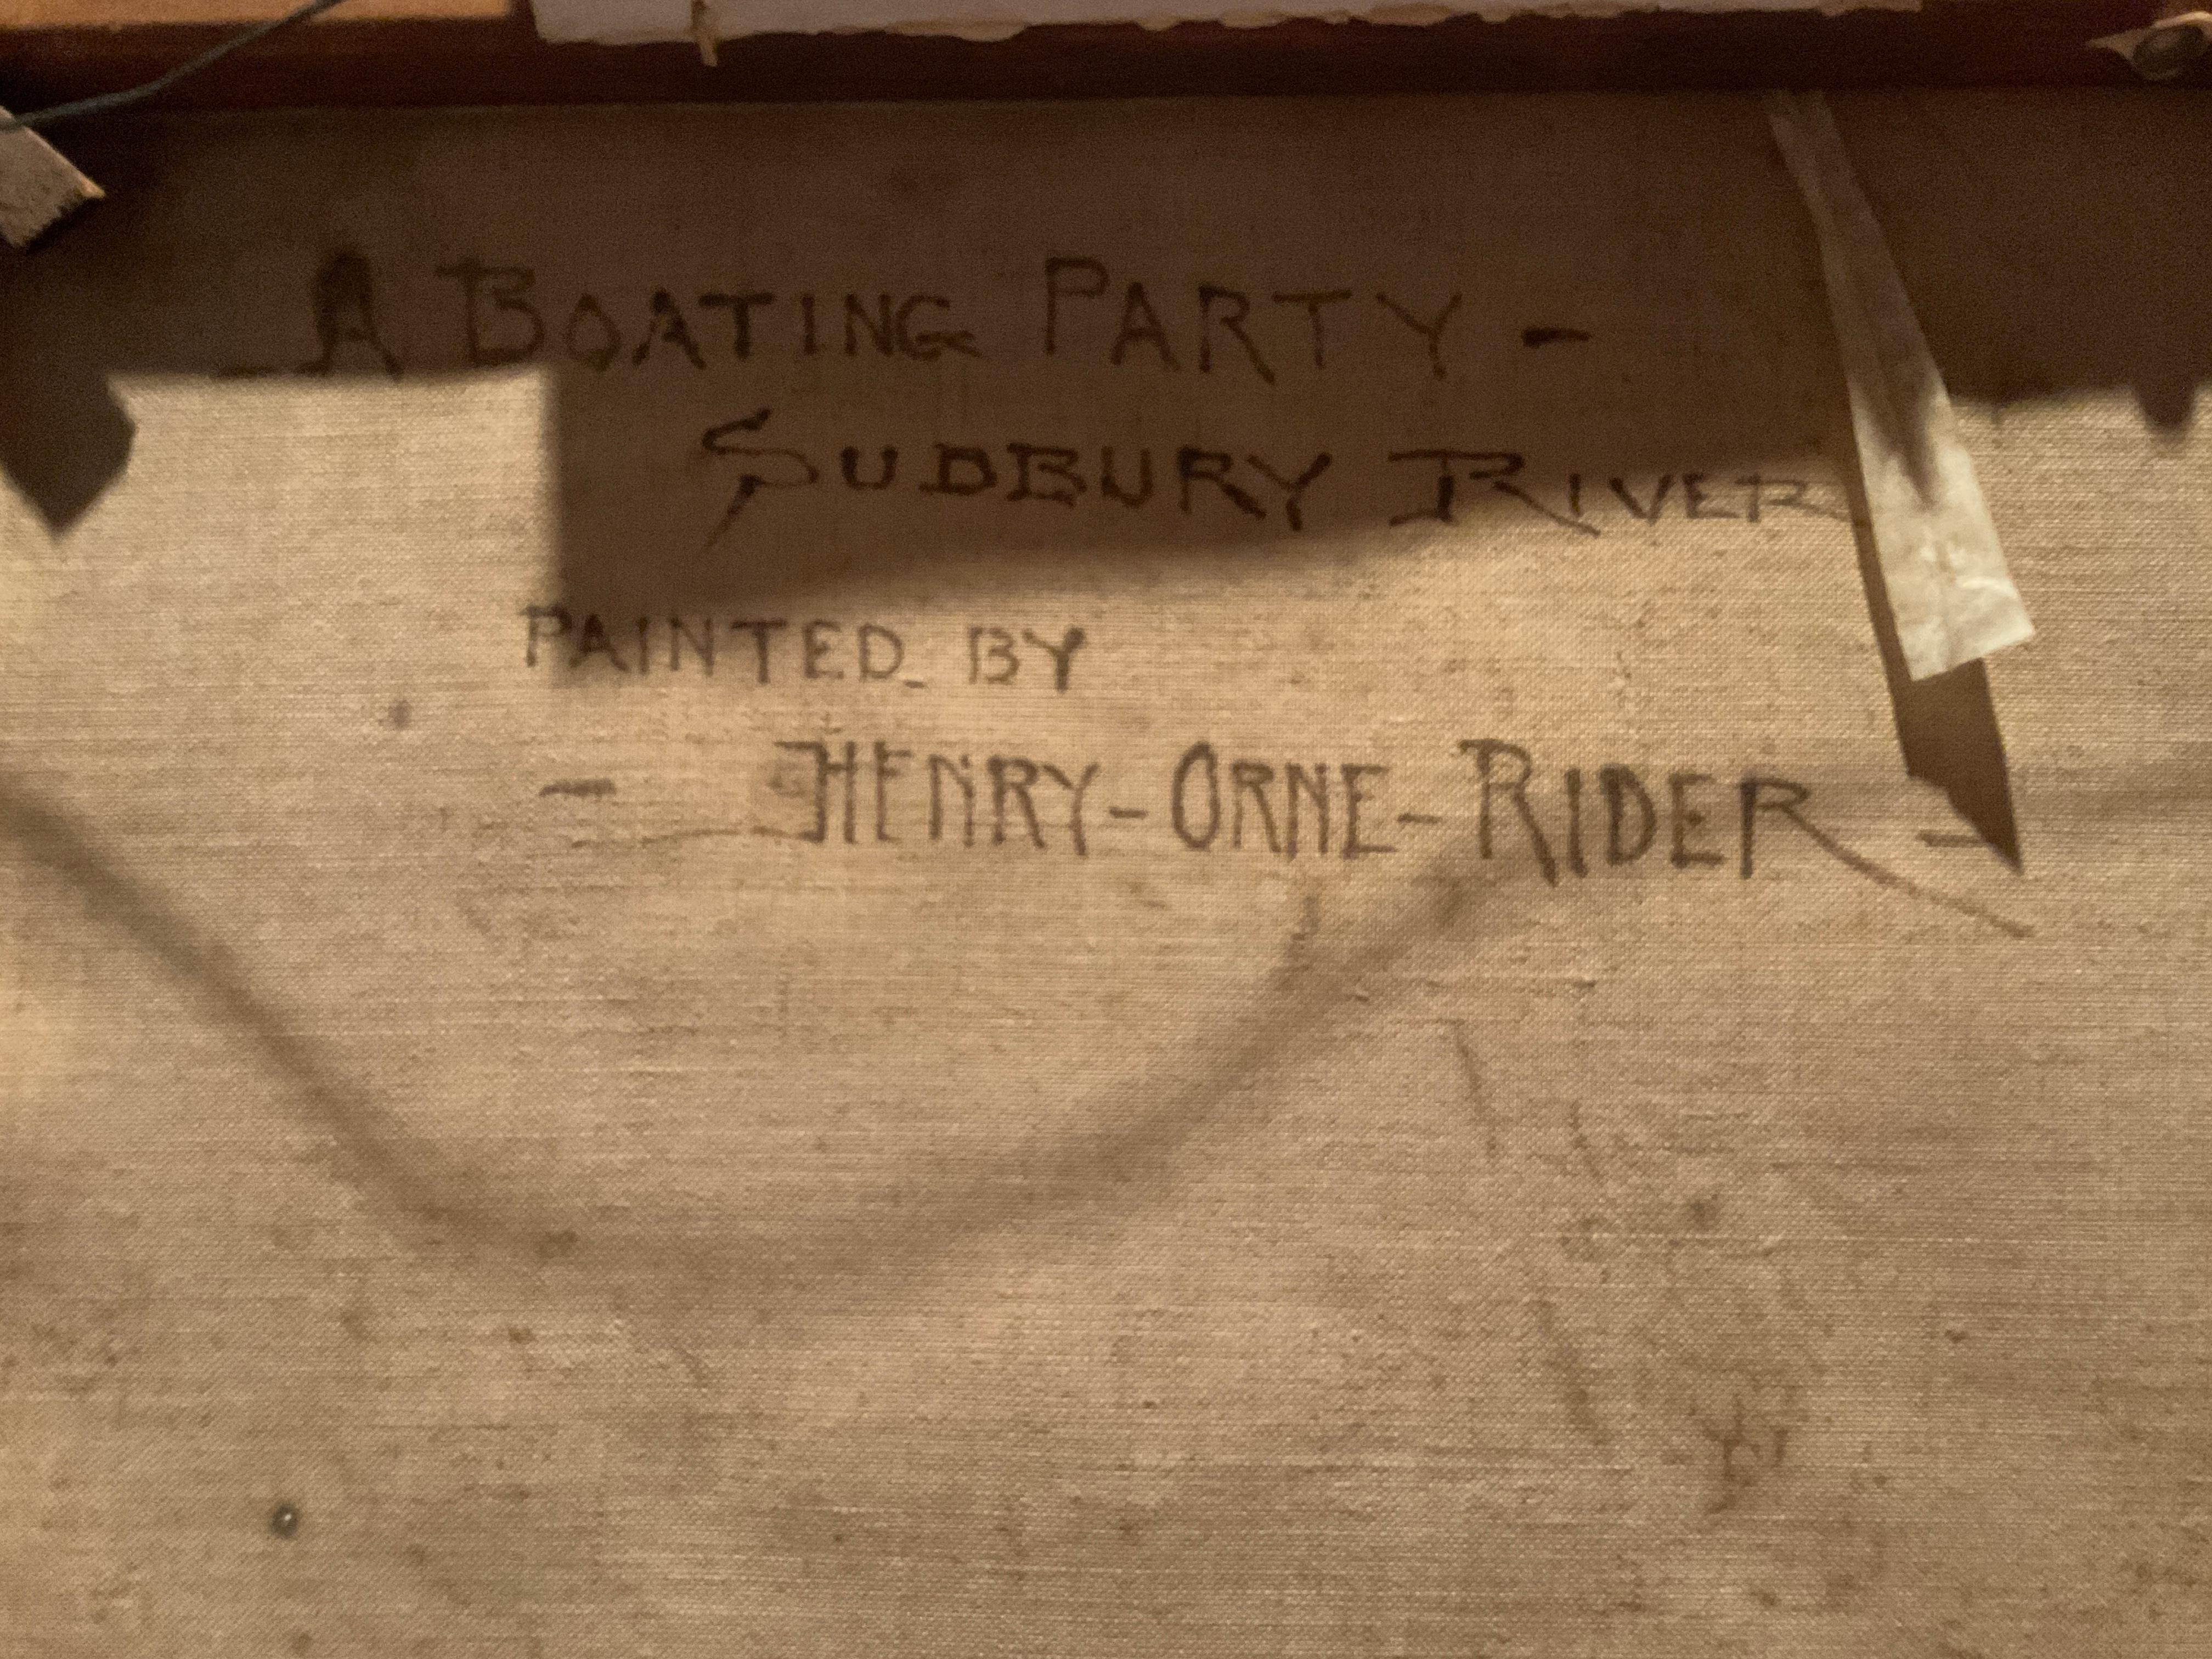 - A BOATING PARTY -
SUDBURY RIVER
PAINTED BY
- HENRY - ORNE - RIDER -